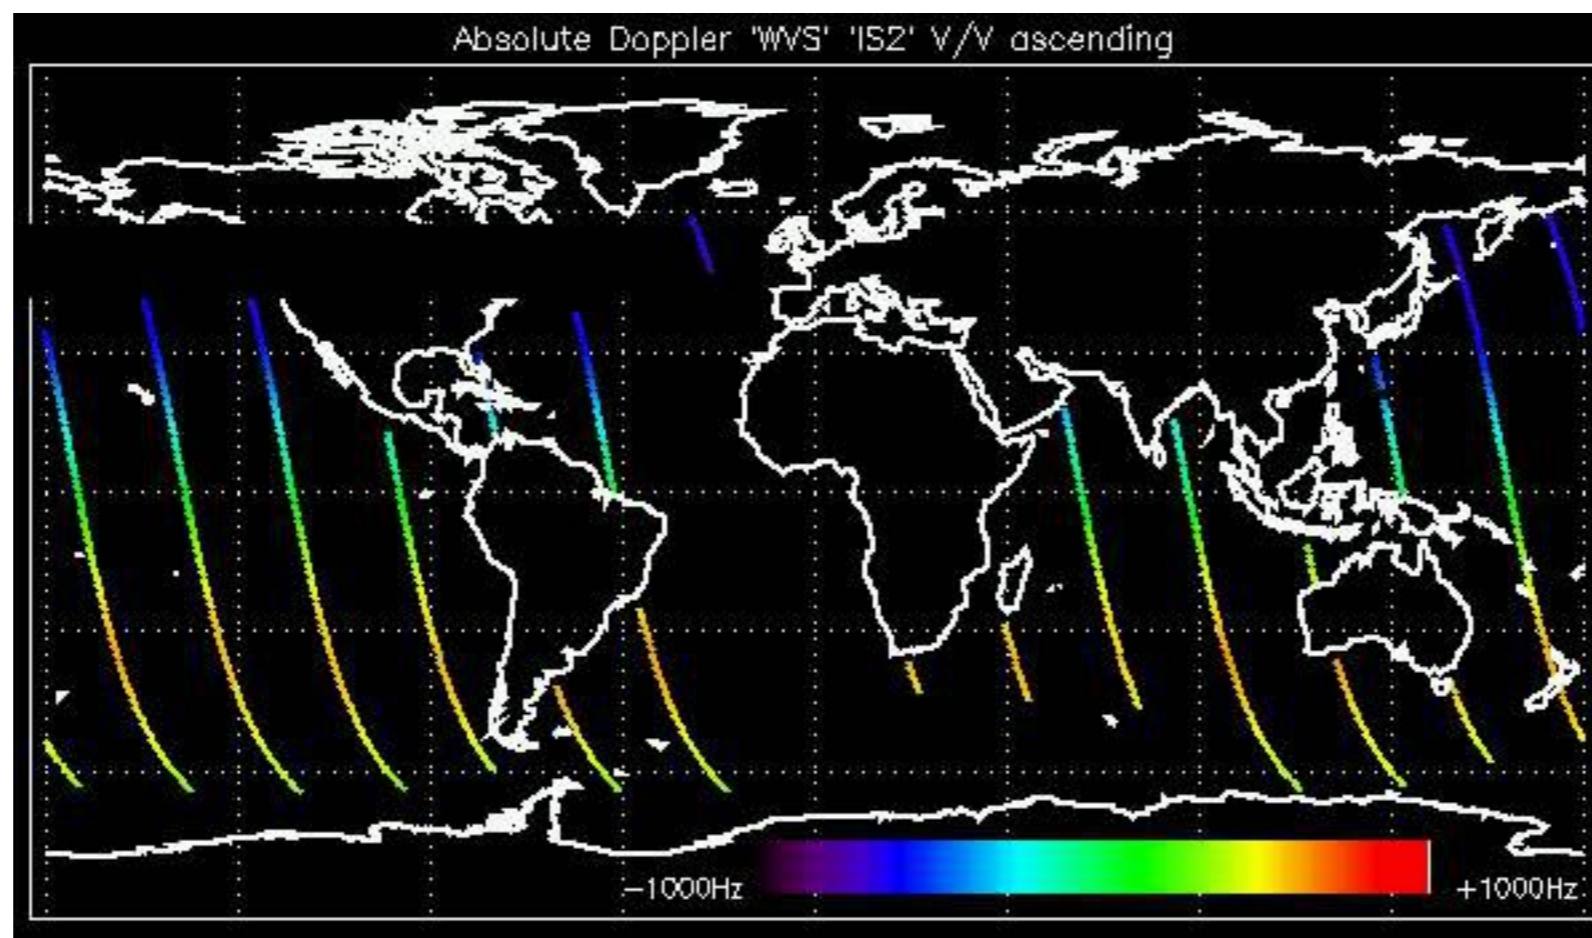 Absolute Doppler 'WVS' 'IS2' V/V ascending
−1000Hz +1000Hz